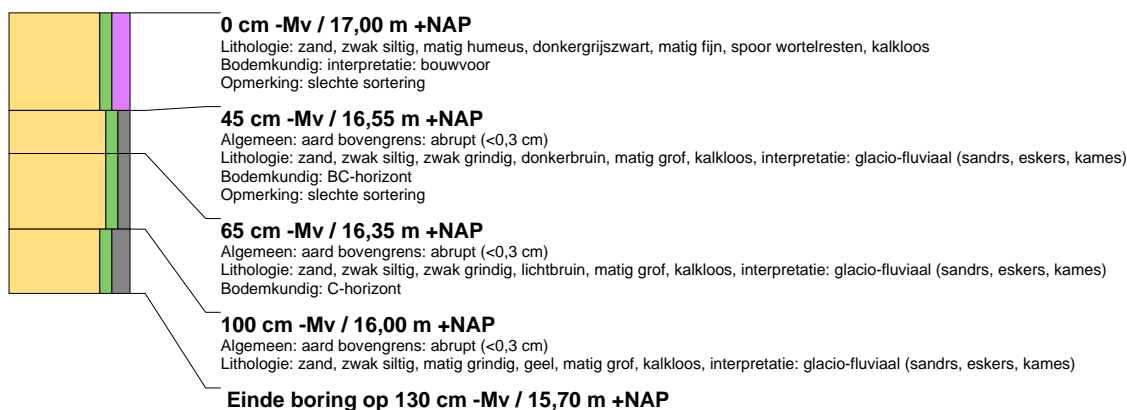 0 cm -Mv / 17,00 m +NAP
Lithologie: zand, zwak siltig, matig humeus, donkergrijszwart, matig fijn, spoor wortelresten, kalkloos
Bodemkundig: interpretatie: bouwvoor
Opmerking: slechte sortering
45 cm -Mv / 16,55 m +NAP
Algemeen: aard bovengrens: abrupt (<0,3 cm)
Lithologie: zand, zwak siltig, zwak grindig, donkerbruin, matig grof, kalkloos, interpretatie: glacio-fluviaal (sandrs, eskers, kames)
Bodemkundig: BC-horizont
Opmerking: slechte sortering
65 cm -Mv / 16,35 m +NAP
Algemeen: aard bovengrens: abrupt (<0,3 cm)
Lithologie: zand, zwak siltig, zwak grindig, lichtbruin, matig grof, kalkloos, interpretatie: glacio-fluviaal (sandrs, eskers, kames)
Bodemkundig: C-horizont
100 cm -Mv / 16,00 m +NAP
Algemeen: aard bovengrens: abrupt (<0,3 cm)
Lithologie: zand, zwak siltig, matig grindig, geel, matig grof, kalkloos, interpretatie: glacio-fluviaal (sandrs, eskers, kames)
Einde boring op 130 cm -Mv / 15,70 m +NAP